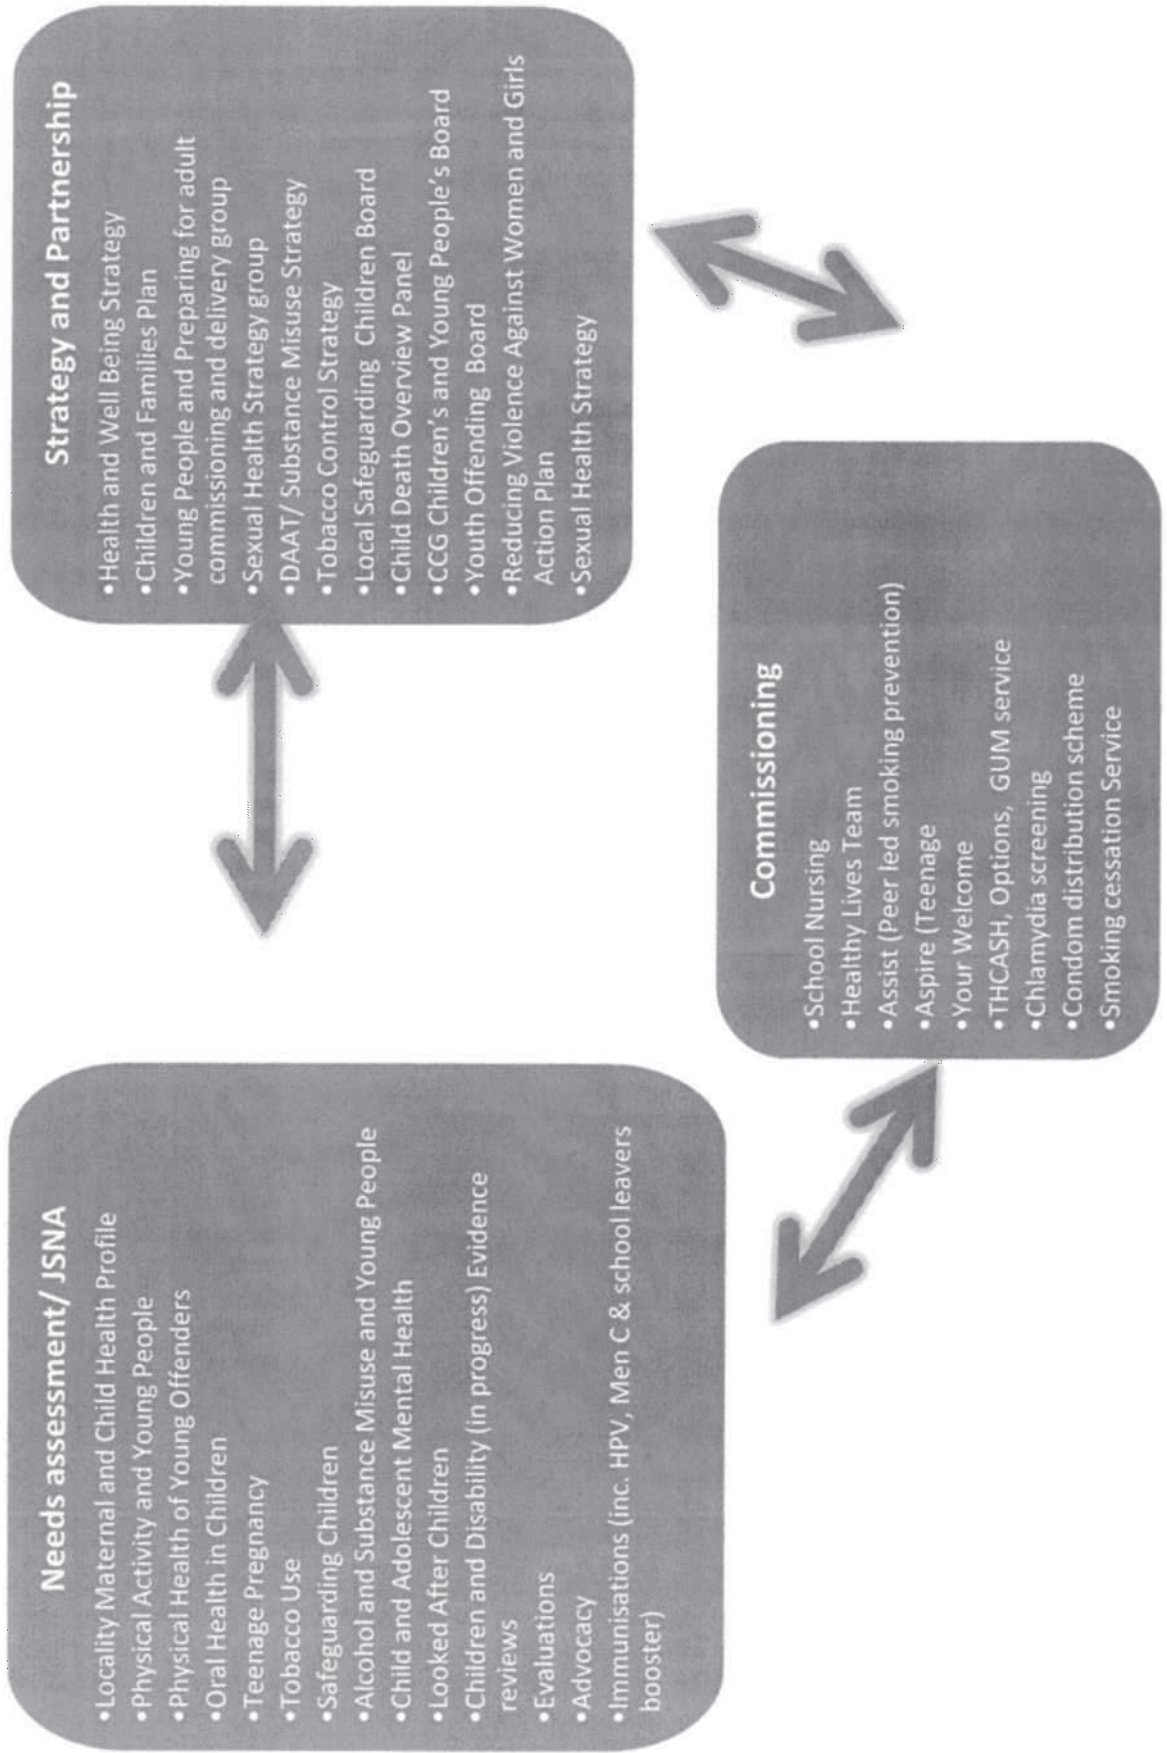 Needs assessment/ JSNA
•Locality Maternal and Child Health Profile
•Physical Activity and Young People
•Physical Health of Young Offenders
•Oral Health in Children
•Teenage Pregnancy
•Tobacco Use
•Safeguarding Children
•Alcohol and Substance Misuse and Young People
•Child and Adolescent Mental Health
•Looked After Children
•Children and Disability (in progress) Evidence
reviews
•Evaluations
•Advocacy
•Immunisations (inc. HPV, Men C & school leavers
booster)
Strategy and Partnership
•Health and Well Being Strategy
•Children and Families Plan
•Young People and Preparing for adult
commissioning and delivery group
•Sexual Health Strategy group
•DAAT/ Substance Misuse Strategy
•Tobacco Control Strategy
•Local Safeguarding Children Board
•Child Death Overview Panel
•CCG Children's and Young People's Board
•Youth Offending Board
•Reducing Violence Against Women and Girls
Action Plan
•Sexual Health Strategy
Commissioning
•School Nursing
•Healthy Lives Team
•Assist (Peer led smoking prevention)
•Aspire (Teenage
•Your Welcome
•THCASH, Options, GUM service
•Chlamydia screening
•Condom distribution scheme
•Smoking cessation Service